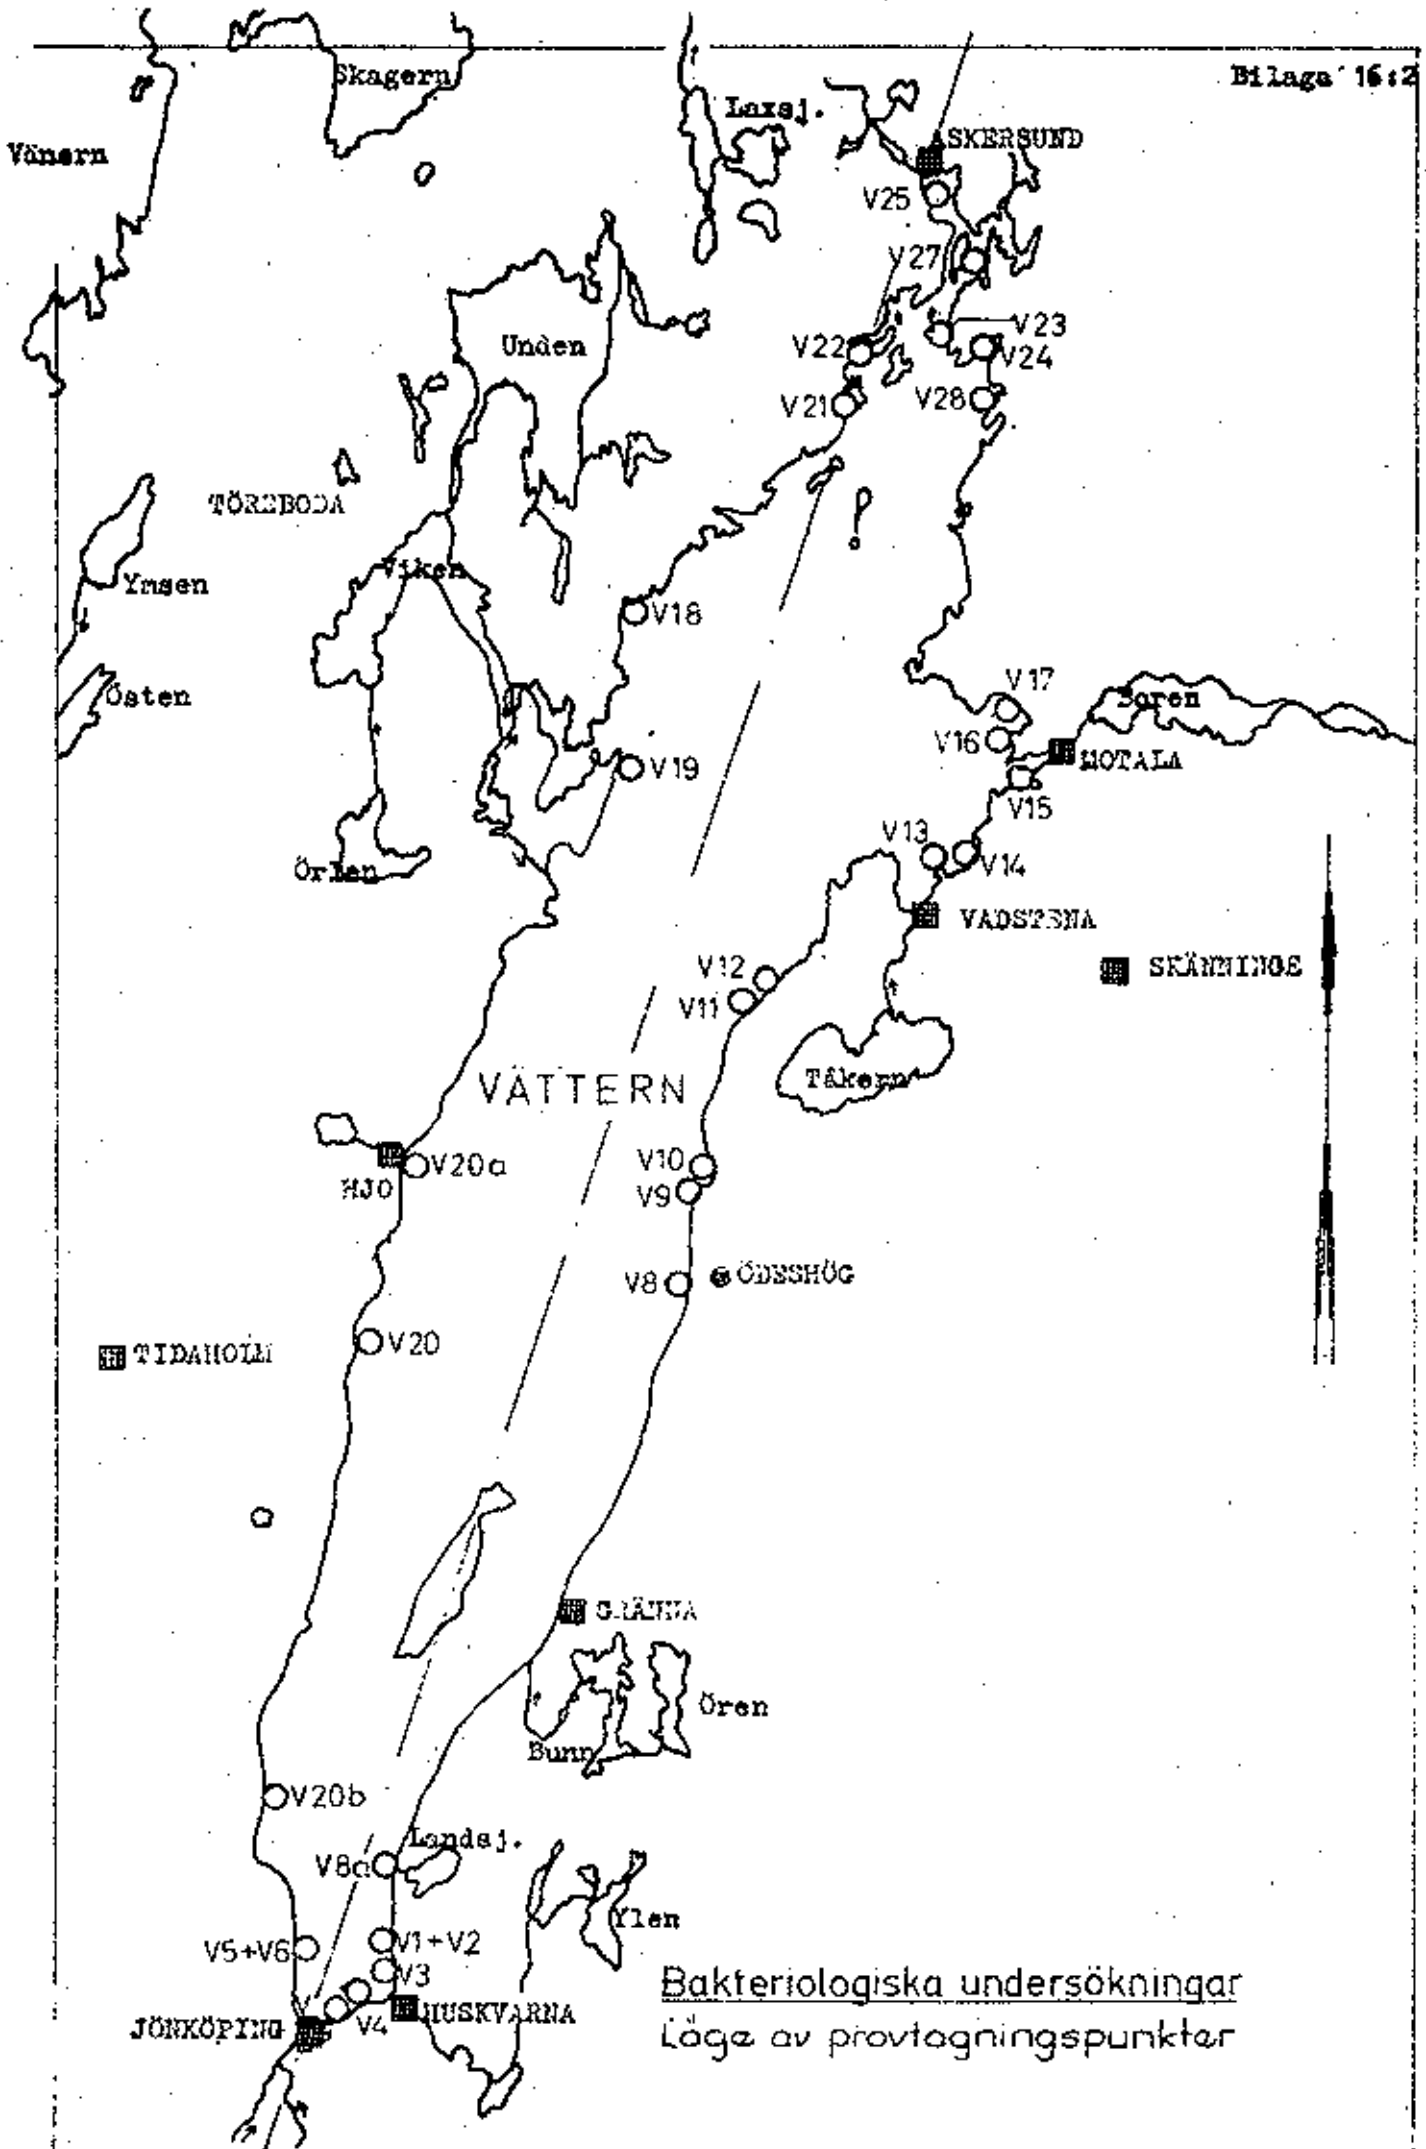 Bilaga 16:2
Skagern
Laxsj.
Vänern
ASKERSUND
V25
V27
V23
V22
V24
Unden
V21
V28
TÖREBODA
Viken
Ymsen
V18
Östen
V17
Boren
V16
MOTALA
V19
V15
V13
V14
Örlen
VADSTENA
V12
SKÄNNINGE
V11
Tåkern
VÄTTERN
V10
V20a
HJO
V9
V8
ÖDESHÖG
V20
TIDAHOLM
GRÄNNA
Ören
Bunn
V20b
Landsj.
V8a
Ylen
V5+V6
V1+V2
V3
HUSKVARNA
V4
JÖNKÖPING
Bakteriologiska undersökningar
Läge av provtagningspunkter